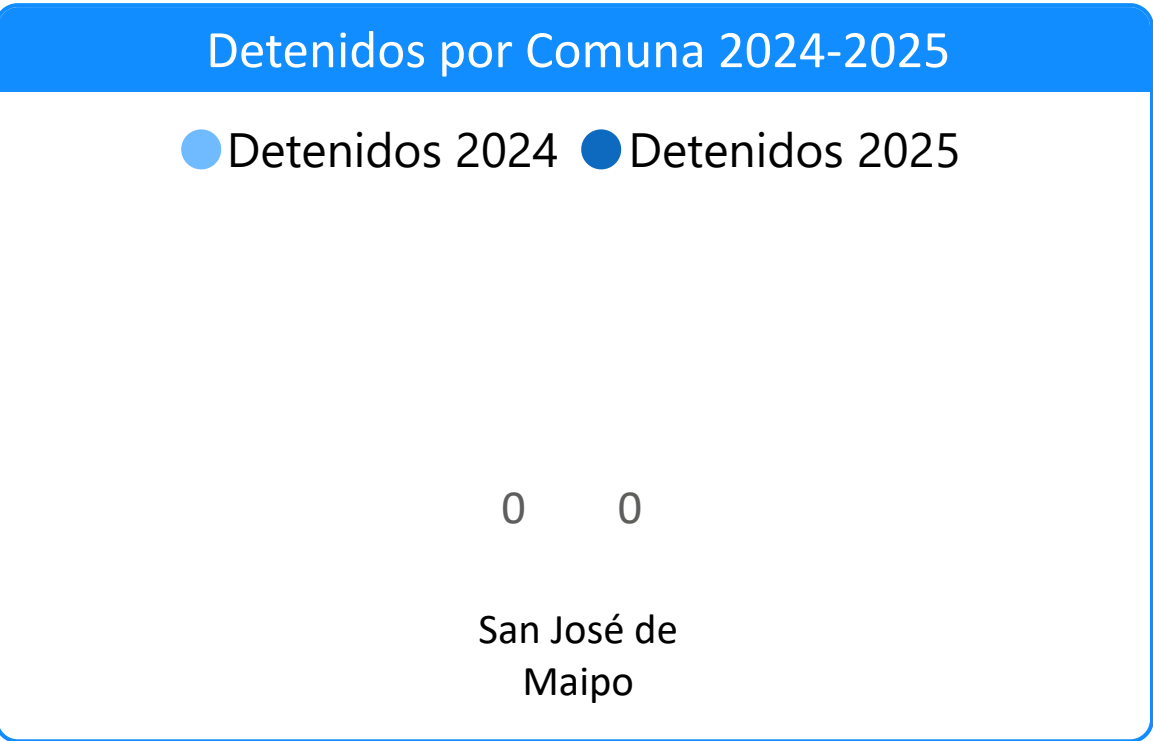 Detenidos por Comuna 2024-2025
Detenidos 2024 Detenidos 2025
0 0
San José de
Maipo